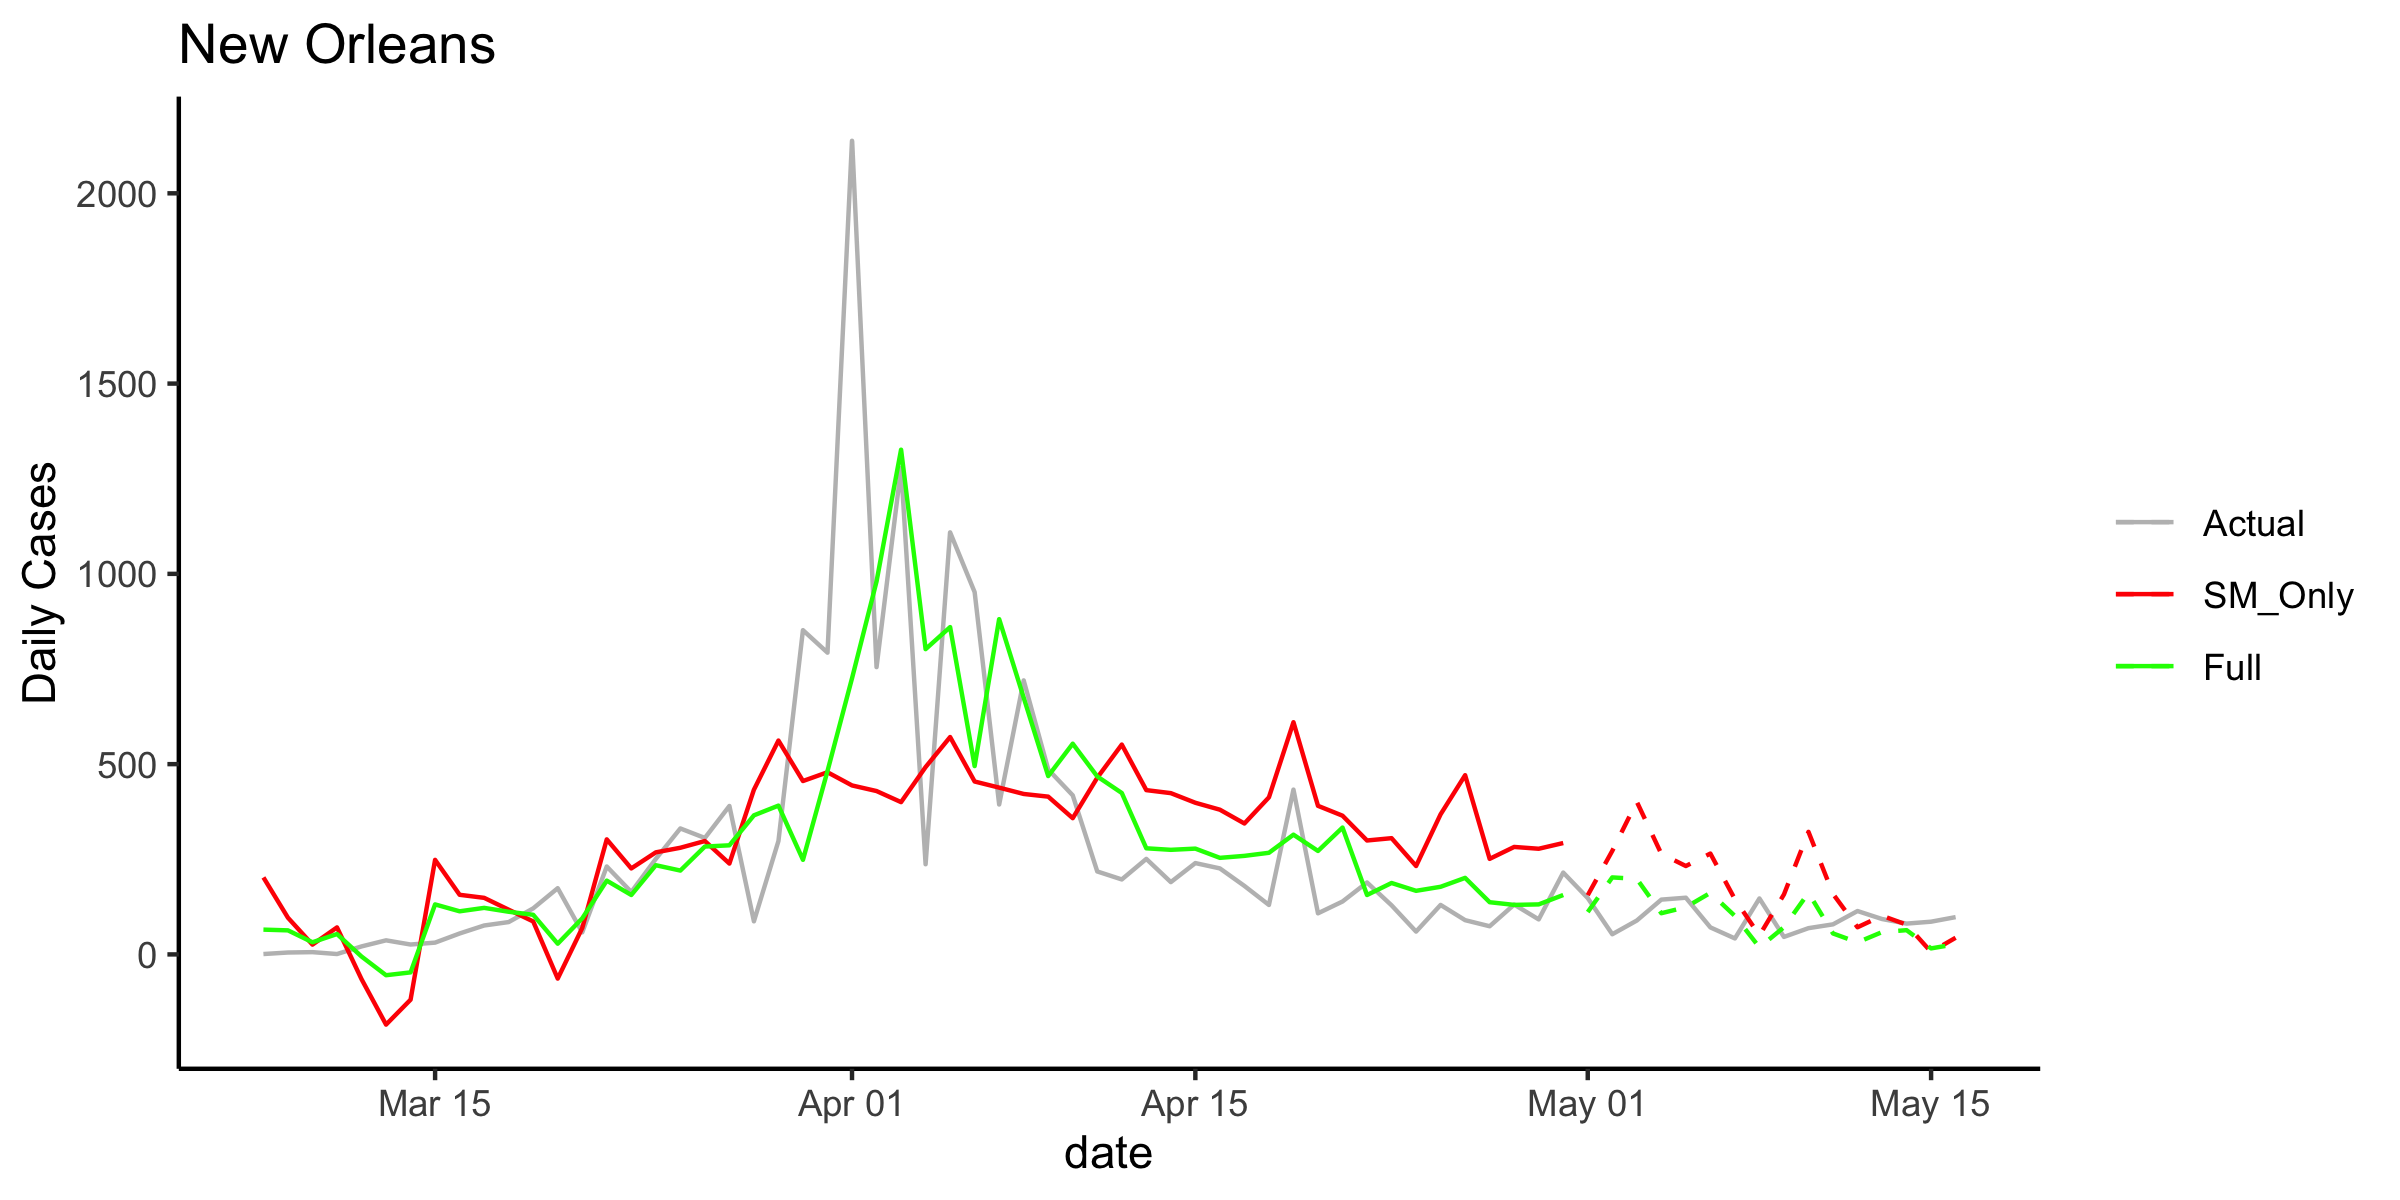 New Orleans
Daily Cases
2000
1500
1000
500
0
Mar 15
Apr 01
Apr 15
May 01
May 15
date
Actual
SM_Only
Full